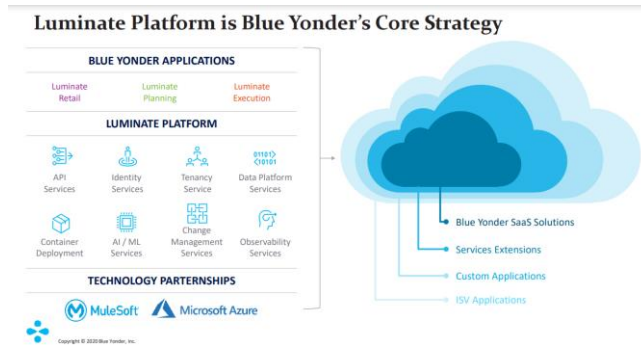 Luminate Platform is Blue Yonder's Core Strategy
BLUE YONDER APPLICATIONS
Luminate
Retail
Luminate
Planning
Luminate
Execution
LUMINATE PLATFORM
API
Services
Identity
Services
Tenancy
Service
01101>
<10101
Data Platform
Services
Container
Deployment
AI / ML
Services
Change
Management
Services
Observability
Services
TECHNOLOGY PARTERNSHIPS
MuleSoft
Microsoft Azure
Blue Yonder SaaS Solutions
Services Extensions
Custom Applications
ISV Applications
Copyright © 2020 Blue Yonder, Inc.